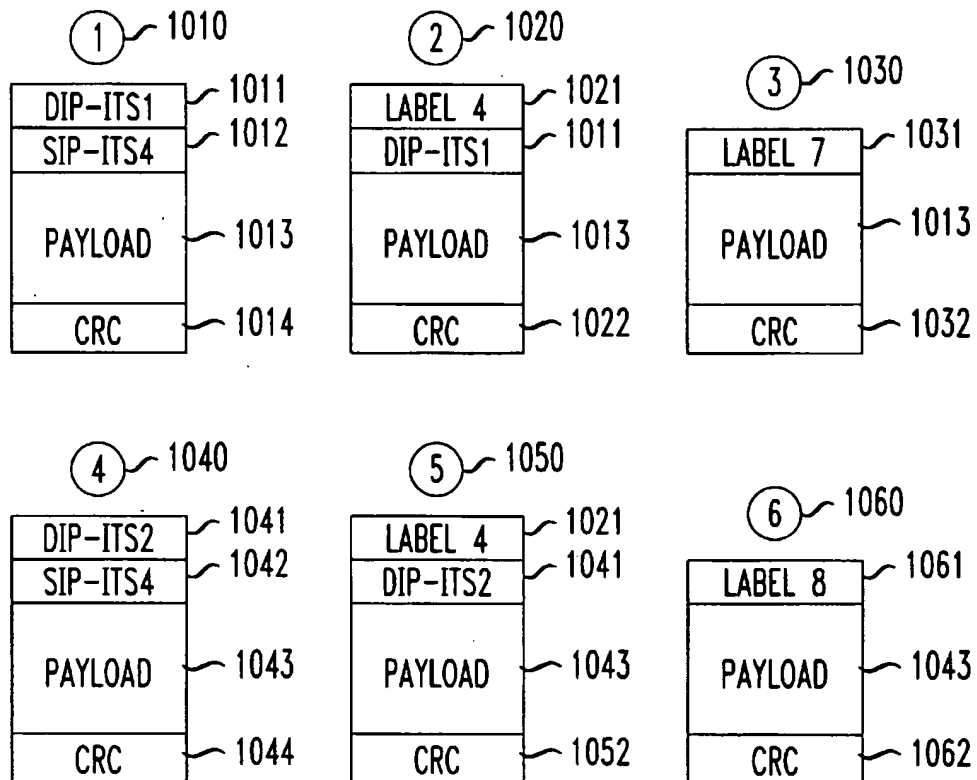 1 1010
DIP-ITS1 1011
SIP-ITS4 1012
PAYLOAD 1013
CRC 1014
2 1020
LABEL 4 1021
DIP-ITS1 1011
PAYLOAD 1013
CRC 1022
3 1030
LABEL 7 1031
PAYLOAD 1013
CRC 1032
4 1040
DIP-ITS2 1041
SIP-ITS4 1042
PAYLOAD 1043
CRC 1044
5 1050
LABEL 4 1021
DIP-ITS2 1041
PAYLOAD 1043
CRC 1052
6 1060
LABEL 8 1061
PAYLOAD 1043
CRC 1062